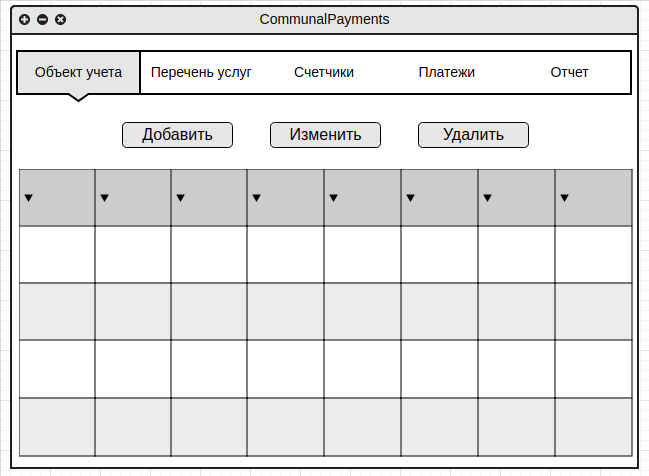 CommunalPayments
Объект учета Перечень услуг Счетчики Платежи Отчет
Добавить Изменить Удалить